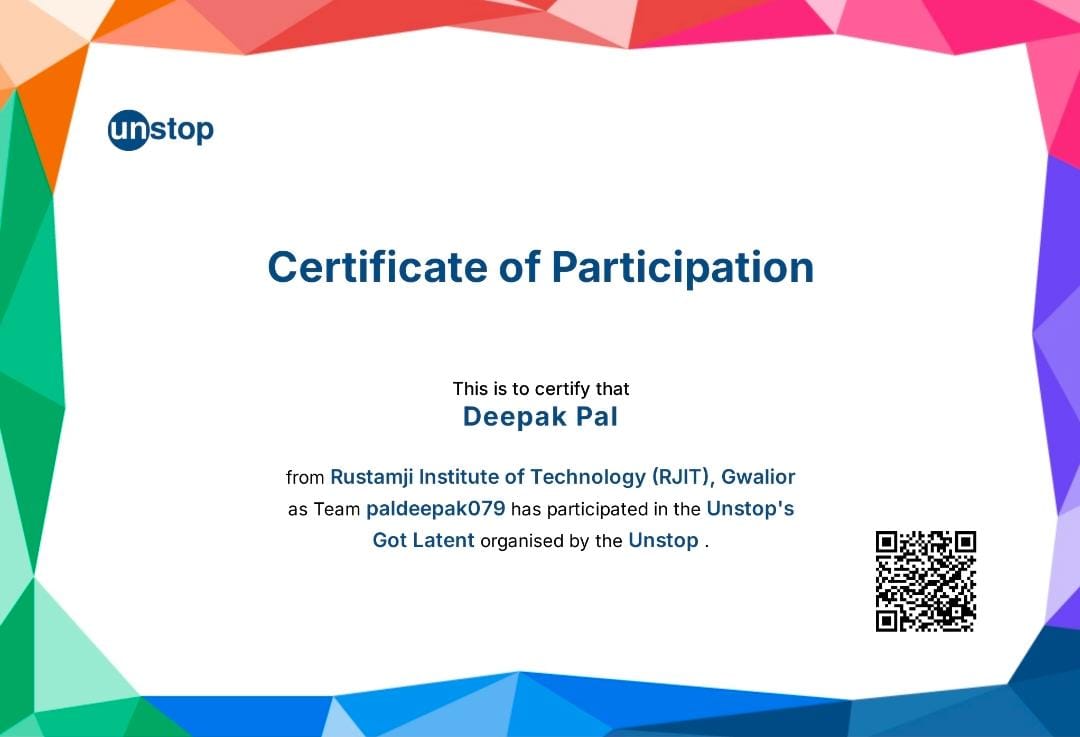 unstop
Certificate of Participation
This is to certify that
Deepak Pal
from Rustamji Institute of Technology (RJIT), Gwalior
as Team paldeepak079 has participated in the Unstop's
Got Latent organised by the Unstop .